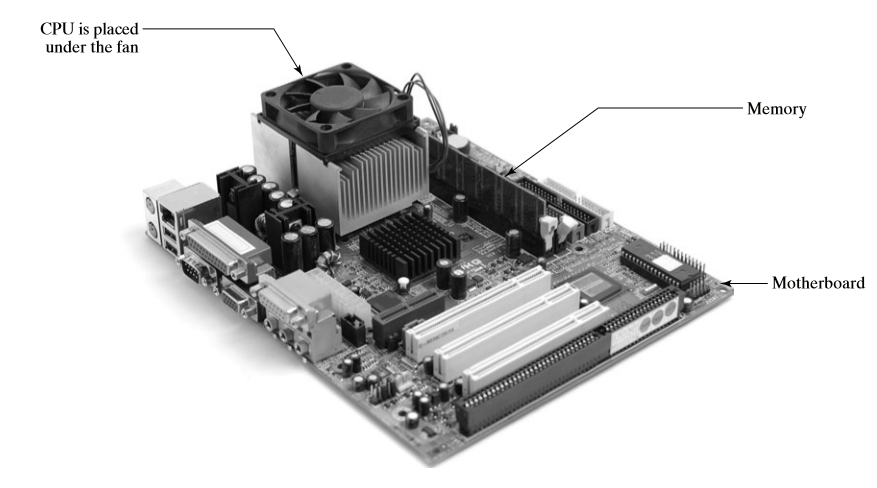 CPU is placed
under the fan
Memory
Motherboard